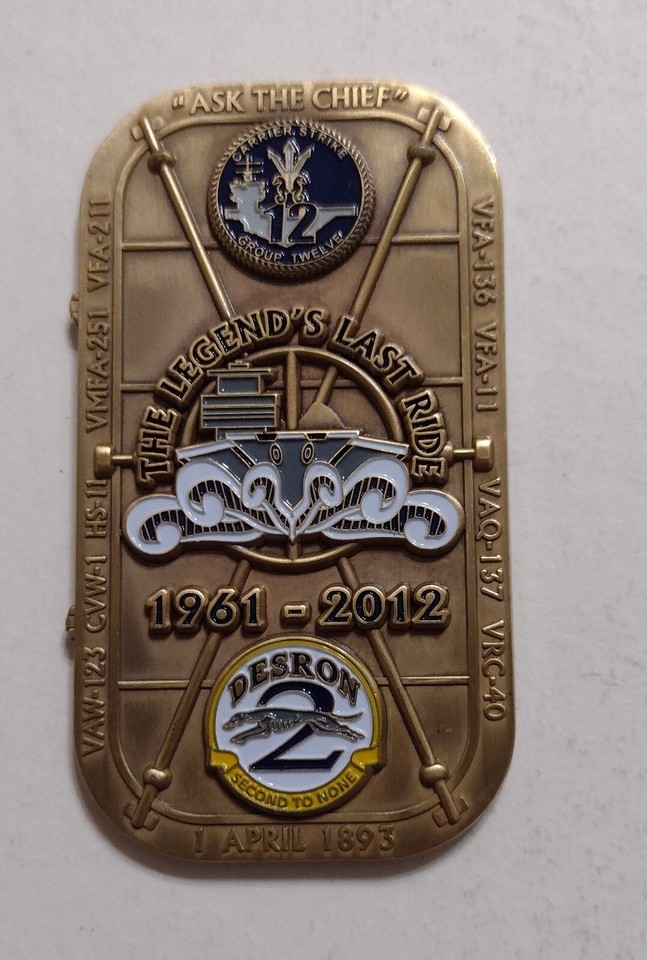 "ASK THE CHIEF"
CARRIER STRIKE
12
GROUP TWELVE
VAW-123 CVW-1 HS-11 VMFA-251 VFA-211
VFA-136 VFA-11 VAQ-137 VRC-40
THE LEGEND'S LAST RIDE
1961 - 2012
DESRON
2
SECOND TO NONE
1 APRIL 1893